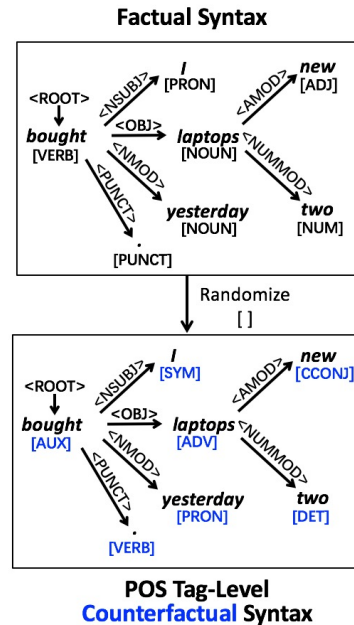 Factual Syntax
<ROOT>
bought
[VERB]
<NSUBJ>
I
[PRON]
<OBJ>
laptops
[NOUN]
<AMOD>
new
[ADJ]
<NUMMOD>
two
[NUM]
<NMOD>
yesterday
[NOUN]
<PUNCT>
.
[PUNCT]
Randomize
[ ]
<ROOT>
bought
[AUX]
<NSUBJ>
I
[SYM]
<OBJ>
laptops
[ADV]
<AMOD>
new
[CCONJ]
<NUMMOD>
two
[DET]
<NMOD>
yesterday
[PRON]
<PUNCT>
.
[VERB]
POS Tag-Level
Counterfactual Syntax